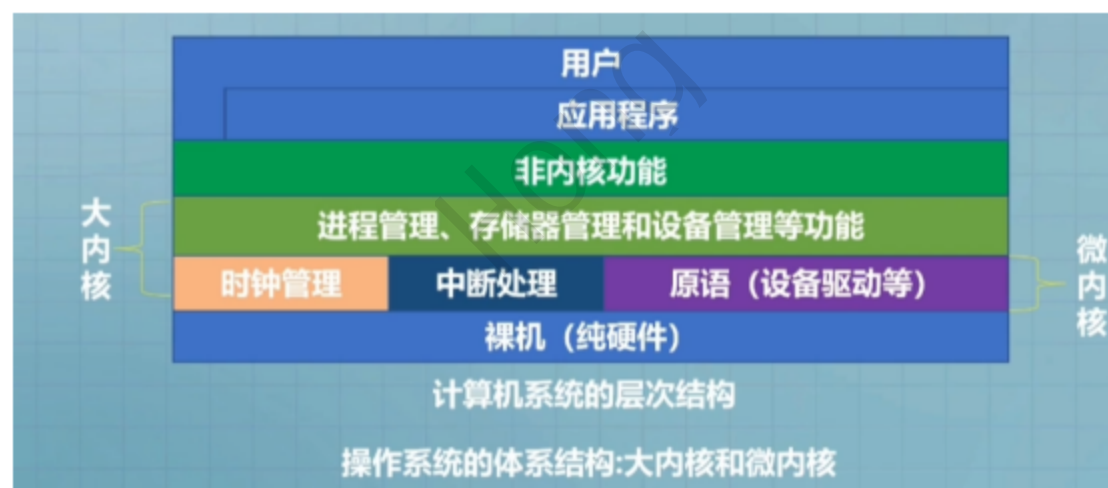 用户
应用程序
非内核功能
大内核
进程管理、存储器管理和设备管理等功能
时钟管理 中断处理 原语（设备驱动等）
微内核
裸机（纯硬件）
计算机系统的层次结构
操作系统的体系结构:大内核和微内核
Hong